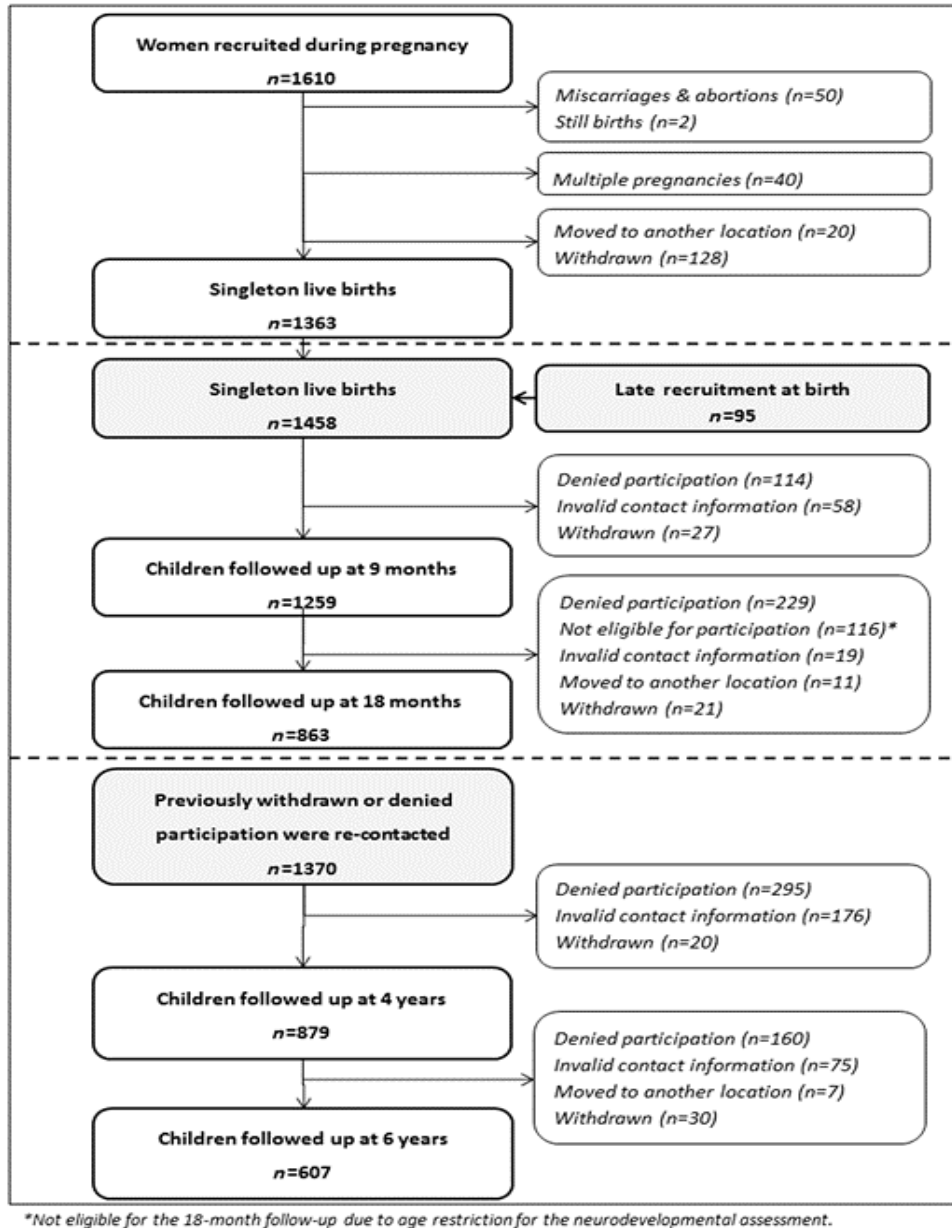 Women recruited during pregnancy
n=1610
Miscarriages & abortions (n=50)
Still births (n=2)
Multiple pregnancies (n=40)
Moved to another location (n=20)
Withdrawn (n=128)
Singleton live births
n=1363
Singleton live births
n=1458
Late recruitment at birth
n=95
Denied participation (n=114)
Invalid contact information (n=58)
Withdrawn (n=27)
Children followed up at 9 months
n=1259
Denied participation (n=229)
Not eligible for participation (n=116)*
Invalid contact information (n=19)
Moved to another location (n=11)
Withdrawn (n=21)
Children followed up at 18 months
n=863
Previously withdrawn or denied
participation were re-contacted
n=1370
Denied participation (n=295)
Invalid contact information (n=176)
Withdrawn (n=20)
Children followed up at 4 years
n=879
Denied participation (n=160)
Invalid contact information (n=75)
Moved to another location (n=7)
Withdrawn (n=30)
Children followed up at 6 years
n=607
*Not eligible for the 18-month follow-up due to age restriction for the neurodevelopmental assessment.